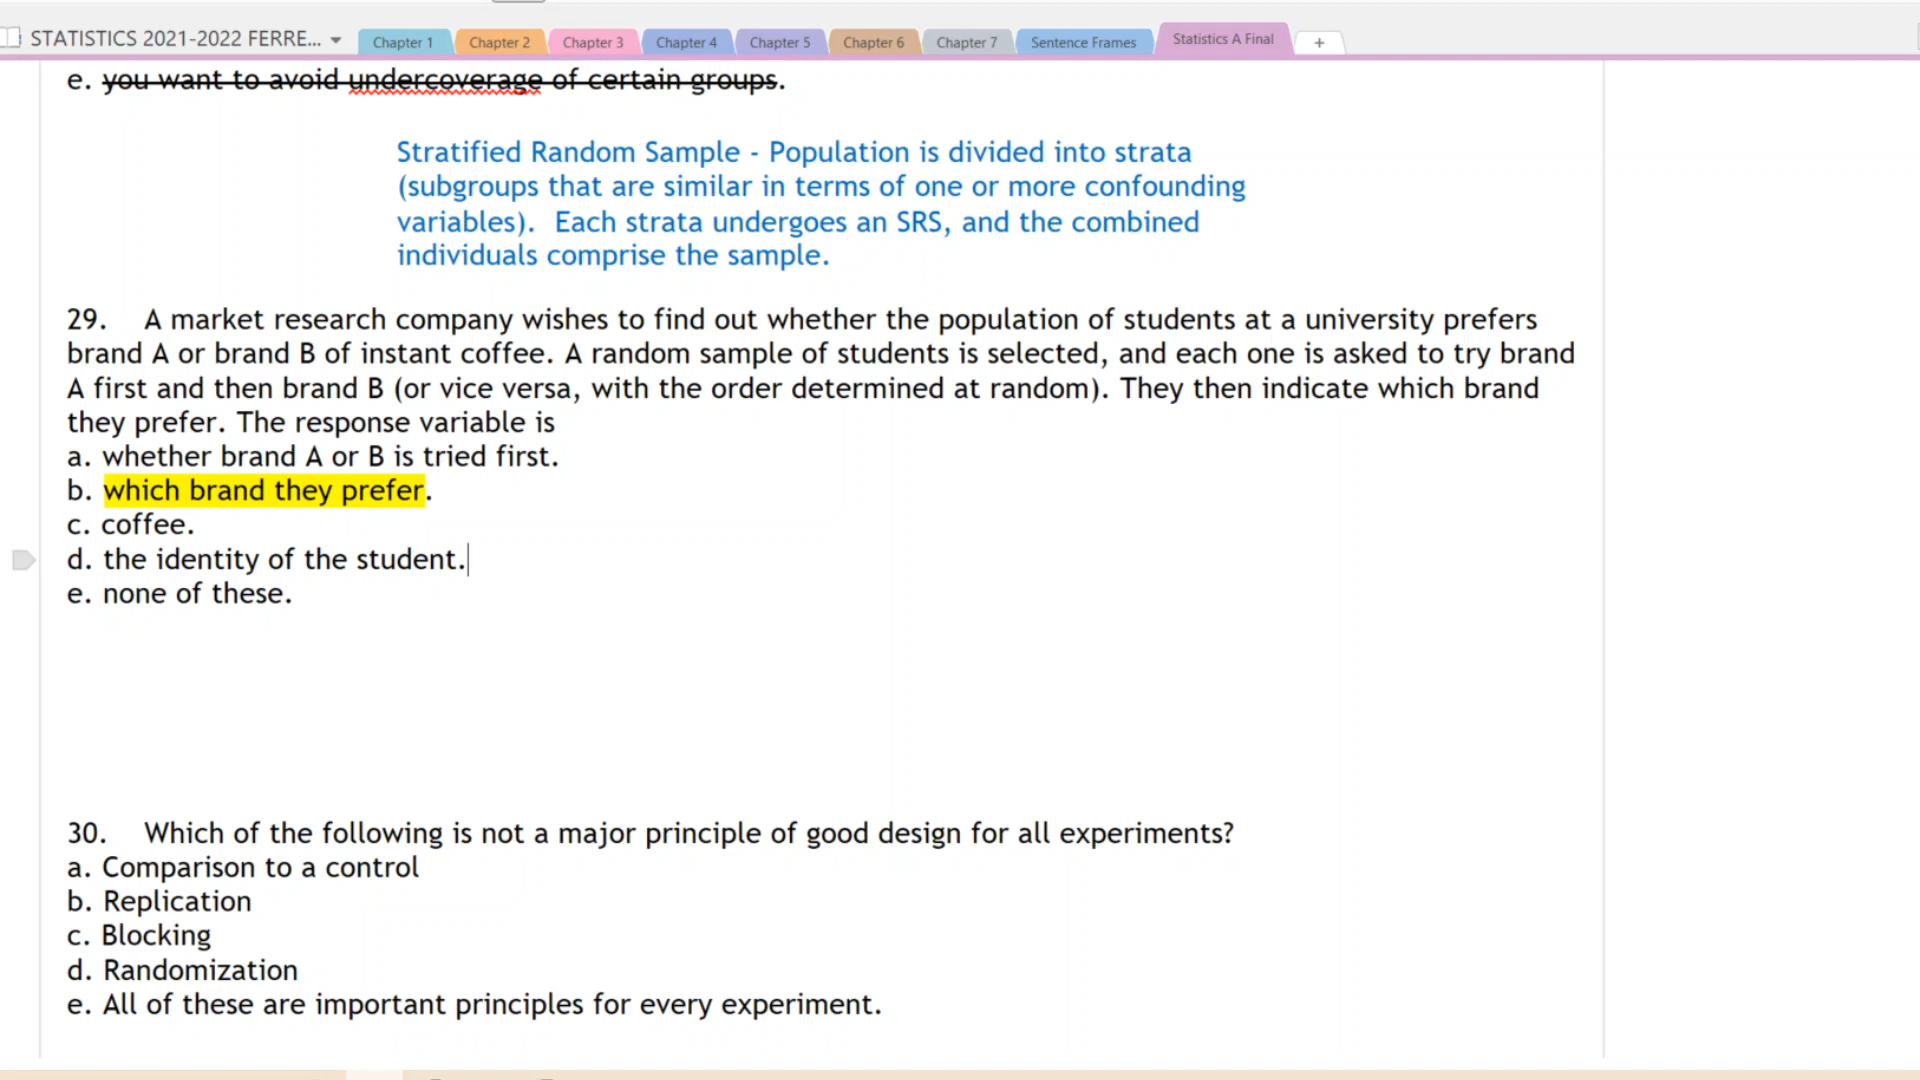 STATISTICS 2021-2022 FERRE... Chapter 1 Chapter 2 Chapter 3 Chapter 4 Chapter 5 Chapter 6 Chapter 7 Sentence Frames Statistics A Final +
e. you want to avoid undercoverage of certain groups.
Stratified Random Sample - Population is divided into strata
(subgroups that are similar in terms of one or more confounding
variables).  Each strata undergoes an SRS, and the combined
individuals comprise the sample.
29. A market research company wishes to find out whether the population of students at a university prefers
brand A or brand B of instant coffee. A random sample of students is selected, and each one is asked to try brand
A first and then brand B (or vice versa, with the order determined at random). They then indicate which brand
they prefer. The response variable is
a. whether brand A or B is tried first.
b. which brand they prefer.
c. coffee.
d. the identity of the student.
e. none of these.
30. Which of the following is not a major principle of good design for all experiments?
a. Comparison to a control
b. Replication
c. Blocking
d. Randomization
e. All of these are important principles for every experiment.